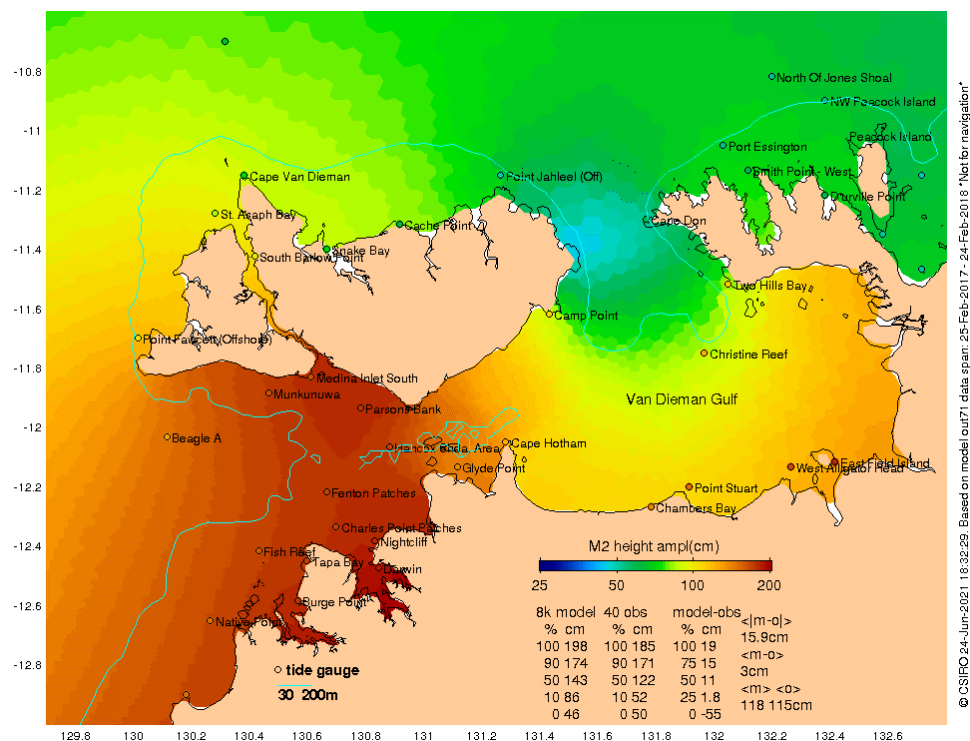 -10.8
-11
-11.2
-11.4
-11.6
-11.8
-12
-12.2
-12.4
-12.6
-12.8
North Of Jones Shoal
NW Peacock Island
Peacock Island
Port Essington
Smith Point - West
D'urville Point
Cape Van Dieman
Point Jahleel (Off)
St. Asaph Bay
Cache Point
Cape Don
Snake Bay
South Barlow Point
Two Hills Bay
Camp Point
Point Fawcett (Offshore)
Christine Reef
Medina Inlet South
Munkunuwa
Parsons Bank
Van Dieman Gulf
Beagle A
Cape Hotham
Area
Glyde Point
East Field Island
West Alligator Head
Fenton Patches
Point Stuart
Chambers Bay
Charles Point Patches
Nightcliff
Fish Reef
Tapa Bay
Darwin
Burge Point
Native Point
M2 height ampl(cm)
25 50 100 200
8k model 40 obs model-obs <|m-o|>
% cm % cm % cm 15.9cm
100 198 100 185 100 19 <m-o>
90 174 90 171 75 15 3cm
50 143 50 122 50 11 <m> <o>
10 86 10 52 25 1.8 118 115cm
0 46 0 50 0 -55
tide gauge
30 200m
129.8 130 130.2 130.4 130.6 130.8 131 131.2 131.4 131.6 131.8 132 132.2 132.4 132.6
© CSIRO 24-Jun-2021 18:32:29. Based on model out71 data span: 25-Feb-2017 - 24-Feb-2018 *Not for navigation*